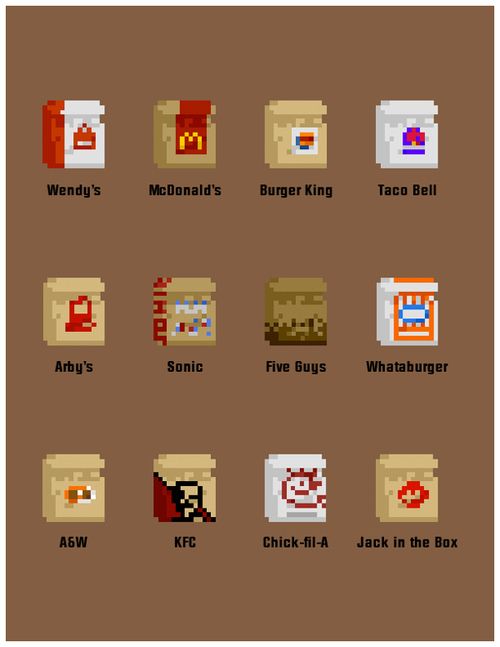 Wendy's
McDonald's
Burger King
Taco Bell
Arby's
Sonic
Five Guys
Whataburger
A&W
KFC
Chick-fil-A
Jack in the Box